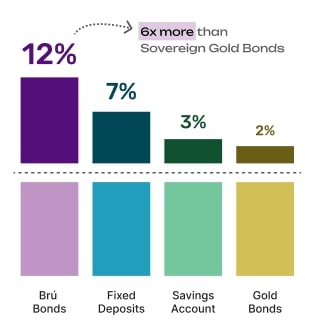 6x more than
Sovereign Gold Bonds
12%
7%
3%
2%
Brú
Bonds
Fixed
Deposits
Savings
Account
Gold
Bonds